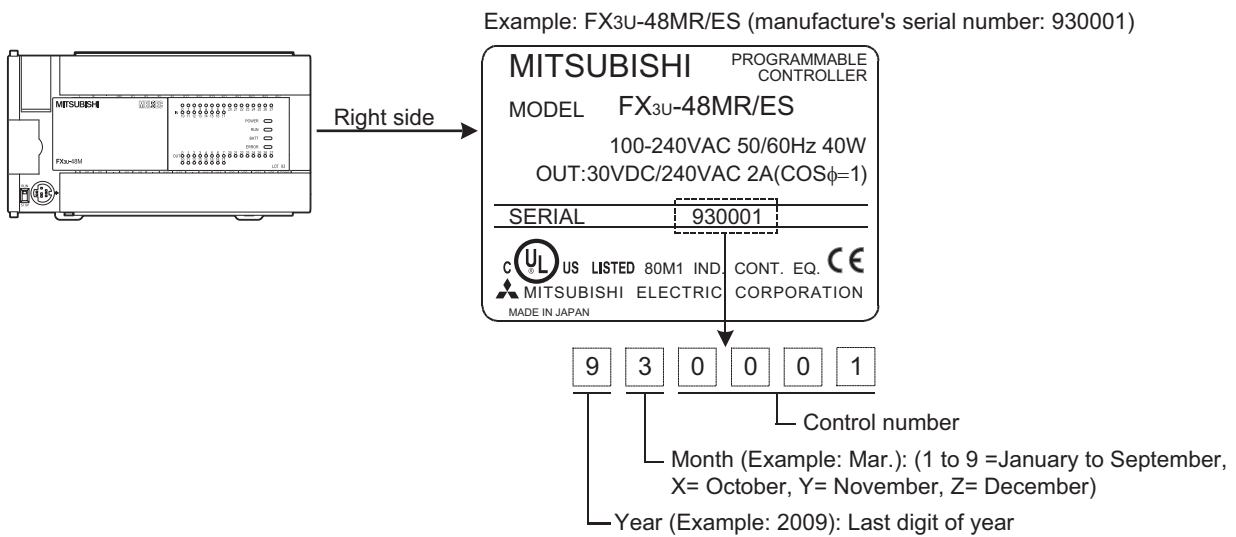 Example: FX3U-48MR/ES (manufacture's serial number: 930001)
MITSUBISHI
POWER
RUN
BATT
ERROR
OUT
FX3U-48M
Right side
MITSUBISHI PROGRAMMABLE CONTROLLER
MODEL FX3U-48MR/ES
100-240VAC 50/60Hz 40W
OUT:30VDC/240VAC 2A(COSϕ=1)
SERIAL 930001
C UL ® US LISTED 80M1 IND. CONT. EQ. CE
MITSUBISHI ELECTRIC CORPORATION
MADE IN JAPAN
9 3 0 0 0 1
Control number
Month (Example: Mar.): (1 to 9 =January to September,
X= October, Y= November, Z= December)
Year (Example: 2009): Last digit of year